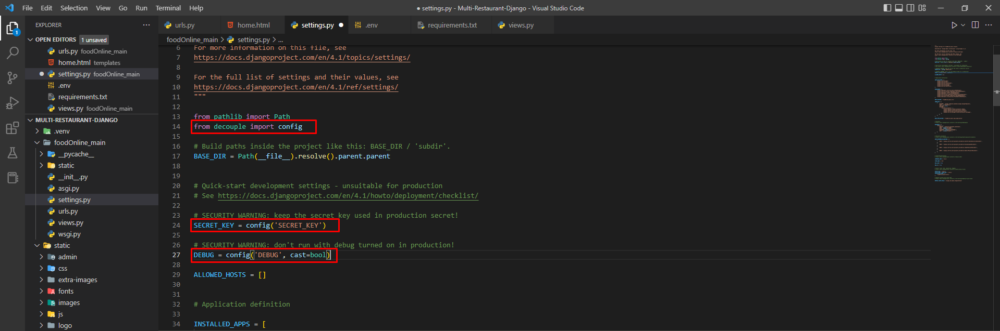 File Edit Selection View Go Run Terminal Help
● settings.py - Multi-Restaurant-Django - Visual Studio Code
EXPLORER
OPEN EDITORS 1 unsaved
urls.py foodOnline_main
home.html templates
settings.py foodOnline_main
.env
requirements.txt
views.py foodOnline_main
MULTI-RESTAURANT-DJANGO
.venv
foodOnline_main
__pycache__
static
__init__.py
asgi.py
settings.py
urls.py
views.py
wsgi.py
static
admin
css
extra-images
fonts
images
js
logo
1
urls.py home.html settings.py .env requirements.txt views.py
foodOnline_main > settings.py > ...
6 For more information on this file, see
7 https://docs.djangoproject.com/en/4.1/topics/settings/
8
9 For the full list of settings and their values, see
10 https://docs.djangoproject.com/en/4.1/ref/settings/
11 """
12
13 from pathlib import Path
14 from decouple import config
15
16 # Build paths inside the project like this: BASE_DIR / 'subdir'.
17 BASE_DIR = Path(__file__).resolve().parent.parent
18
19
20 # Quick-start development settings - unsuitable for production
21 # See https://docs.djangoproject.com/en/4.1/howto/deployment/checklist/
22
23 # SECURITY WARNING: keep the secret key used in production secret!
24 SECRET_KEY = config('SECRET_KEY')
25
26 # SECURITY WARNING: don't run with debug turned on in production!
27 DEBUG = config('DEBUG', cast=bool)
28
29 ALLOWED_HOSTS = []
30
31
32 # Application definition
33
34 INSTALLED_APPS = [